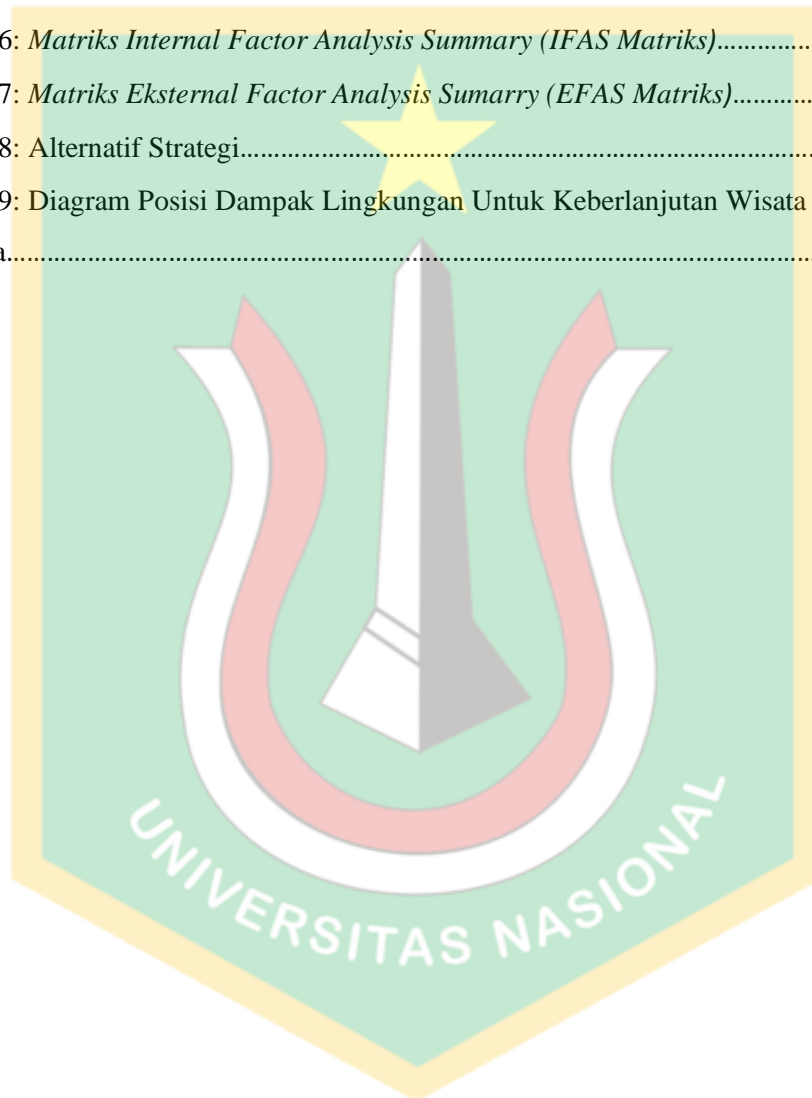 6: Matriks Internal Factor Analysis Summary (IFAS Matriks)................
7: Matriks Eksternal Factor Analysis Sumarry (EFAS Matriks)..............
8: Alternatif Strategi...............................................................................................
9: Diagram Posisi Dampak Lingkungan Untuk Keberlanjutan Wisata
a.....................................................................................................................................
UNIVERSITAS NASIONAL